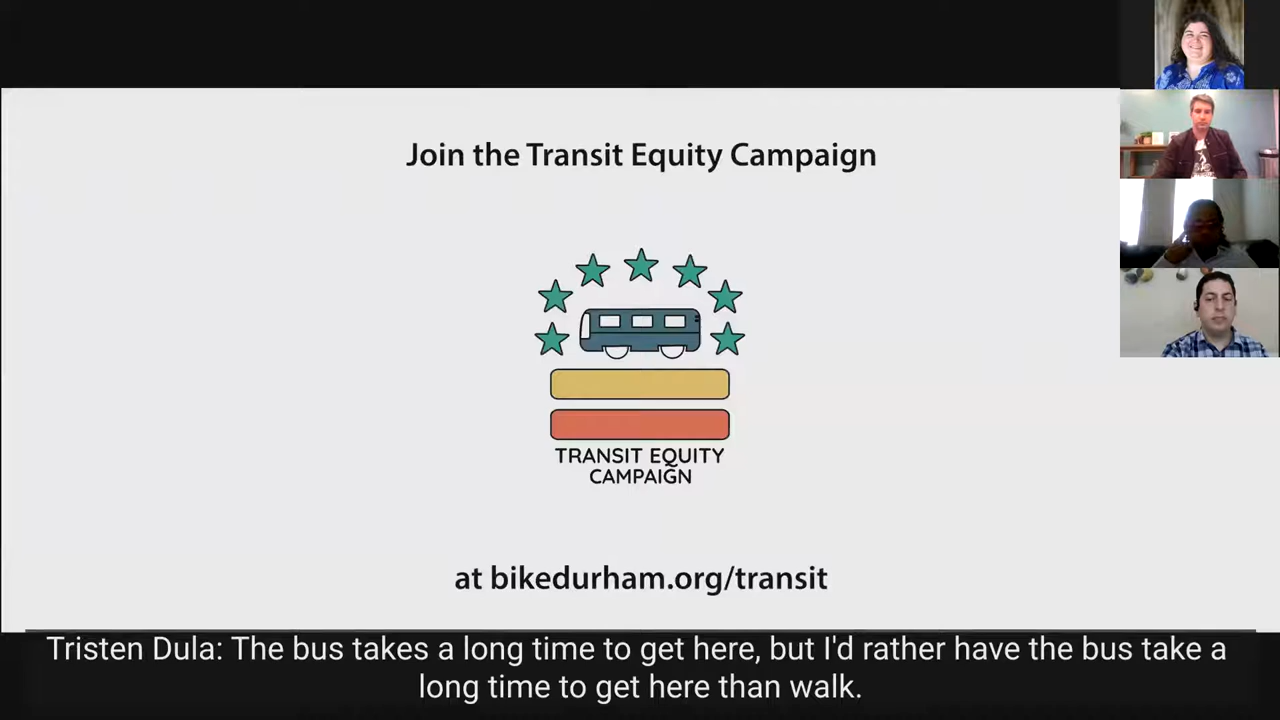 Join the Transit Equity Campaign
TRANSIT EQUITY
CAMPAIGN
at bikedurham.org/transit
Tristen Dula: The bus takes a long time to get here, but I'd rather have the bus take a
long time to get here than walk.